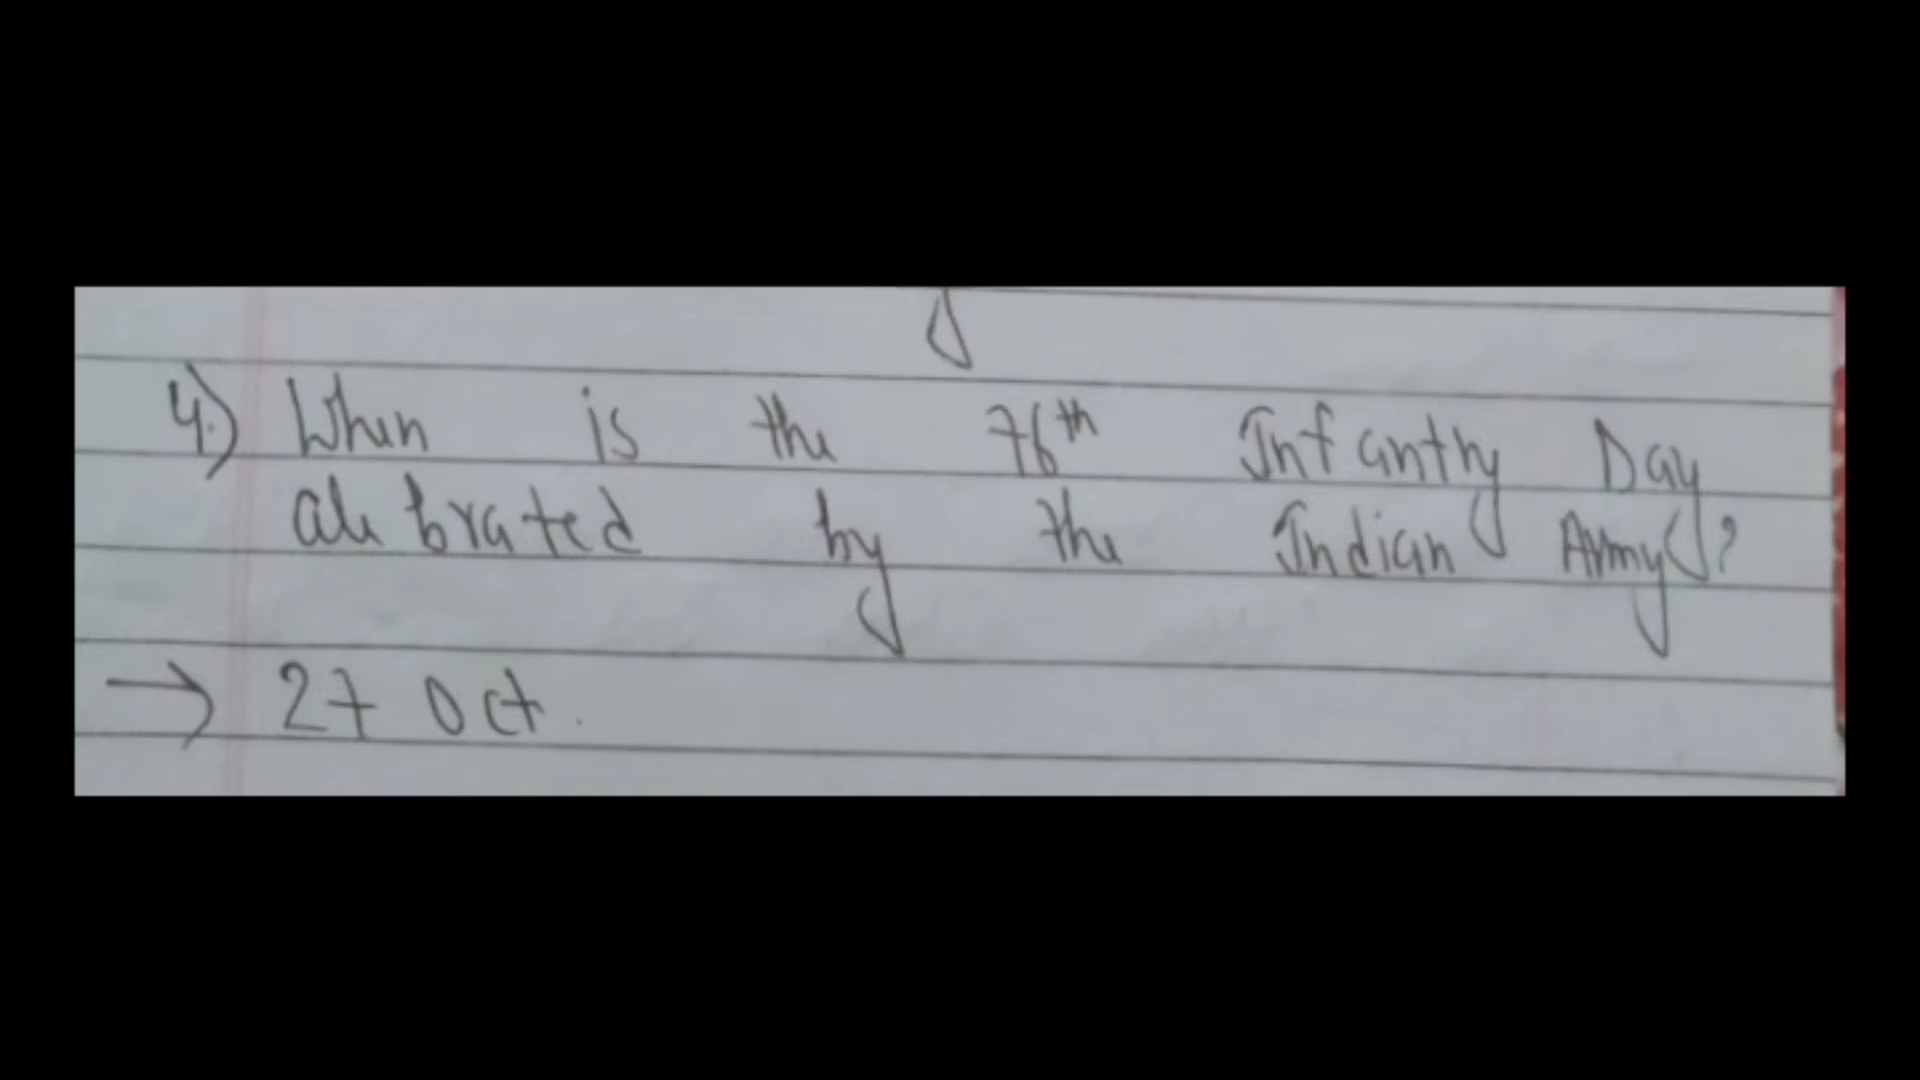 4.) When is the 76th Infantry Day
celebrated by the Indian Army?
→ 27 Oct.